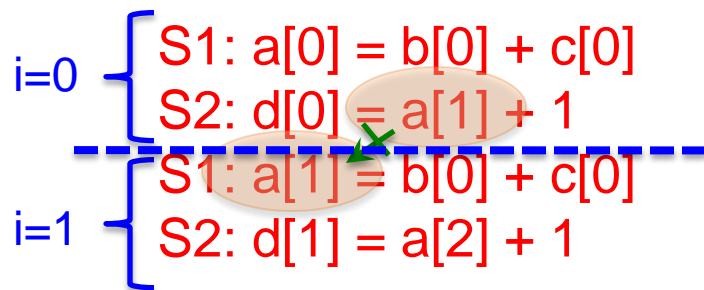 i=0
S1: a[0] = b[0] + c[0]
S2: d[0] = a[1] + 1
i=1
S1: a[1] = b[0] + c[0]
S2: d[1] = a[2] + 1